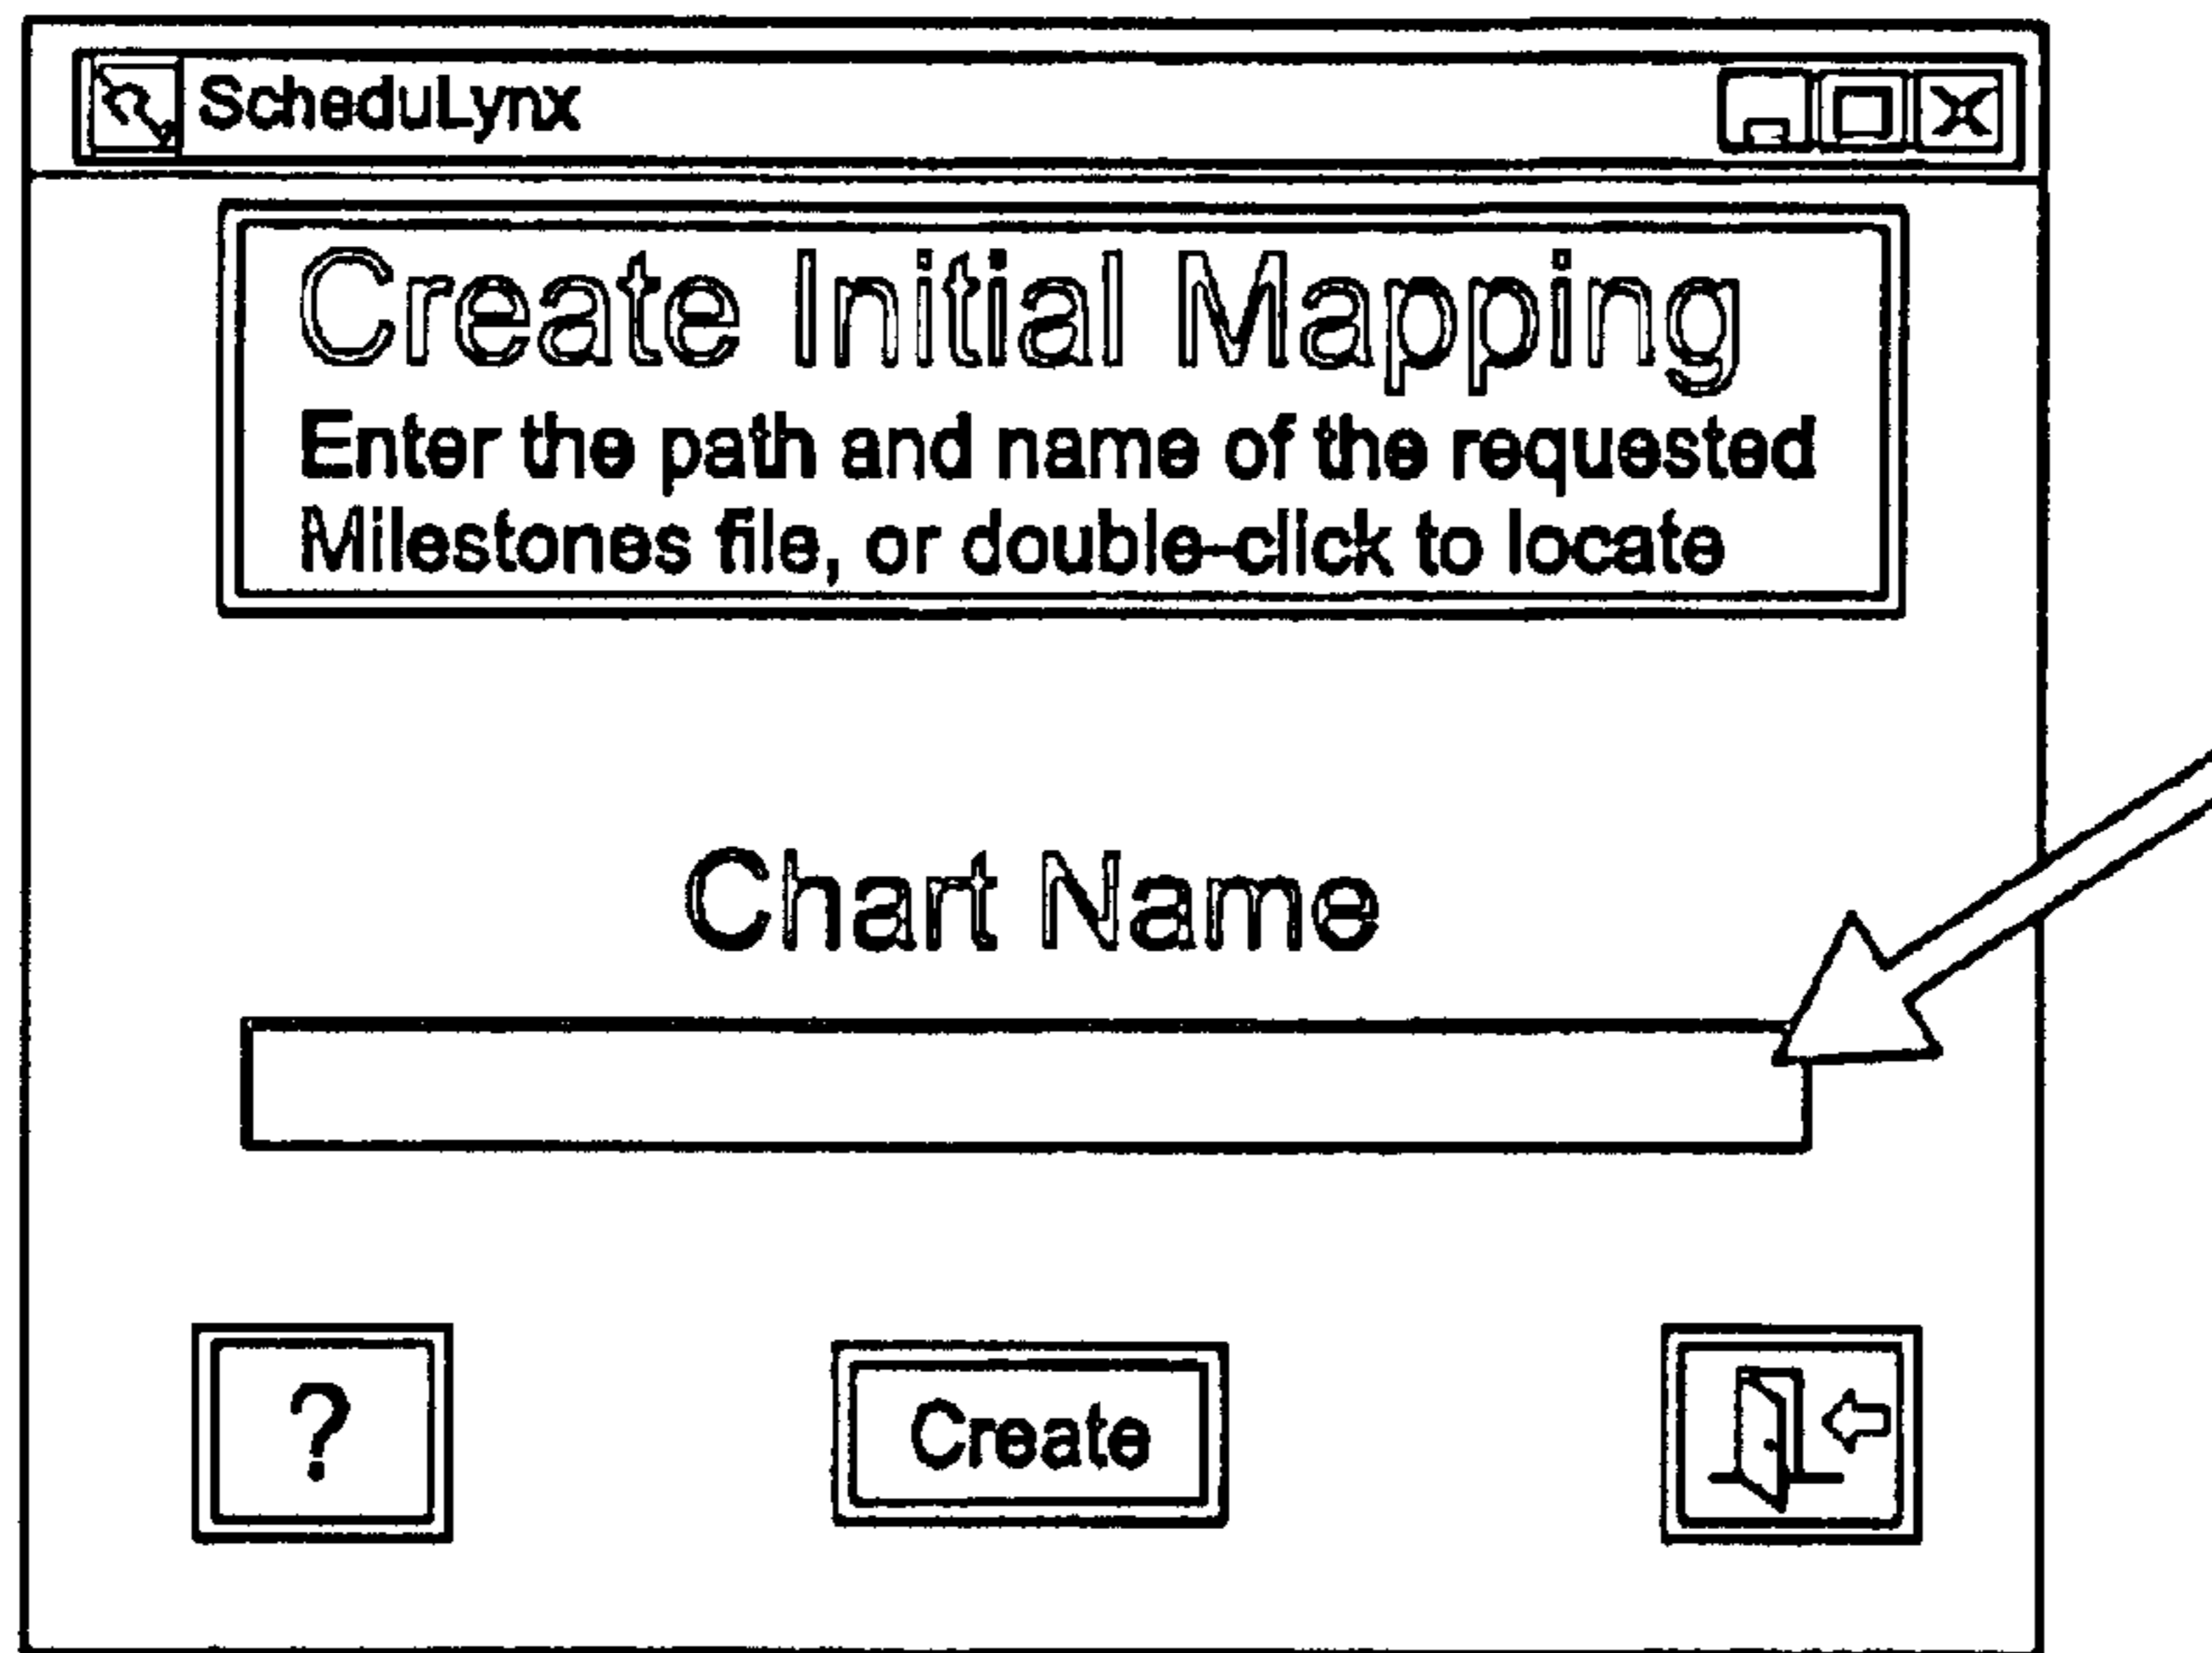 ScheduLynx
Create Initial Mapping
Enter the path and name of the requested
Milestones file, or double-click to locate
Chart Name
?
Create